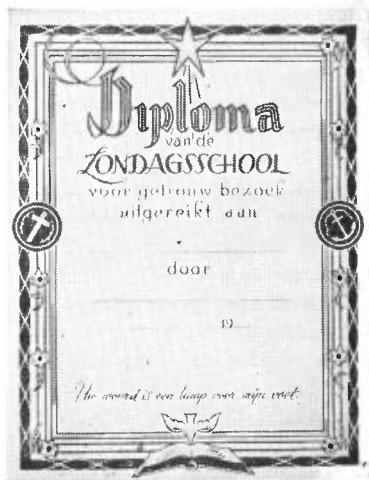 Diploma
van de
ZONDAGSSCHOOL
voor getrouw bezoek
uitgereikt aan
door
19
Uw woord is een lamp voor mijn voet.